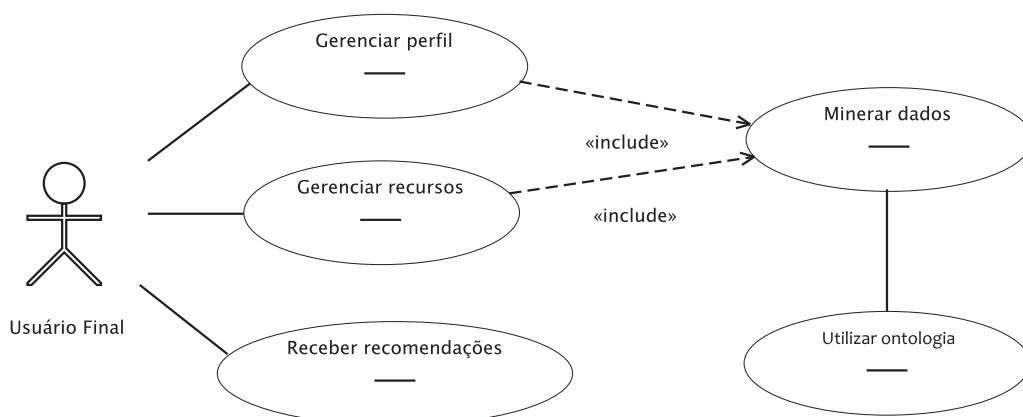 Gerenciar perfil
Minerar dados
«include»
Gerenciar recursos
«include»
Usuário Final
Receber recomendações
Utilizar ontologia